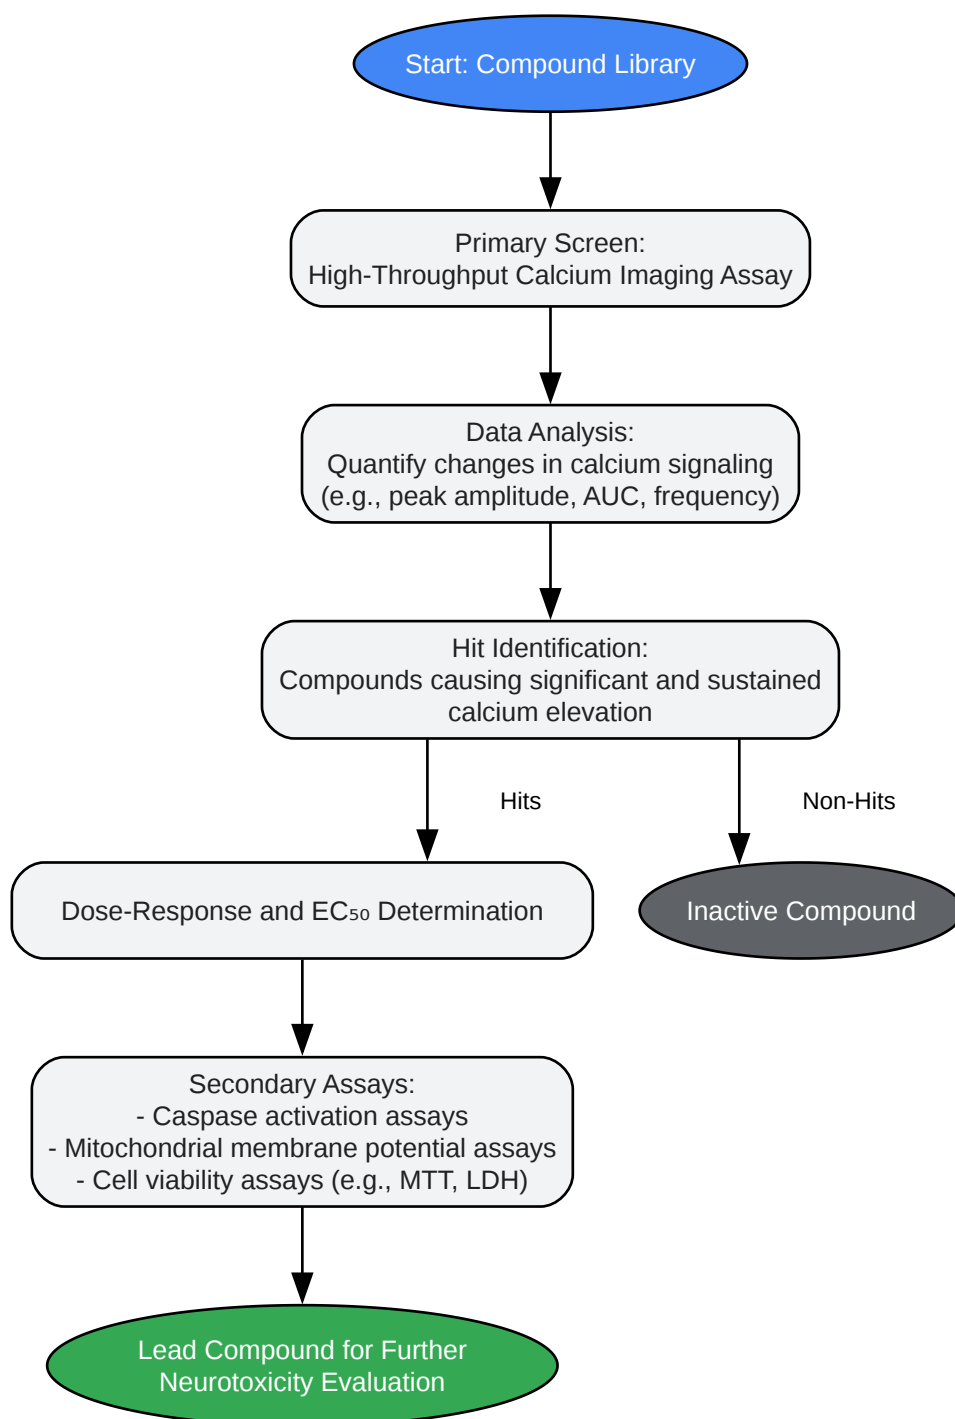 Start: Compound Library
Primary Screen:
High-Throughput Calcium Imaging Assay
Data Analysis:
Quantify changes in calcium signaling
(e.g., peak amplitude, AUC, frequency)
Hit Identification:
Compounds causing significant and sustained
calcium elevation
Hits
Non-Hits
Dose-Response and EC₅₀ Determination
Inactive Compound
Secondary Assays:
- Caspase activation assays
- Mitochondrial membrane potential assays
- Cell viability assays (e.g., MTT, LDH)
Lead Compound for Further
Neurotoxicity Evaluation